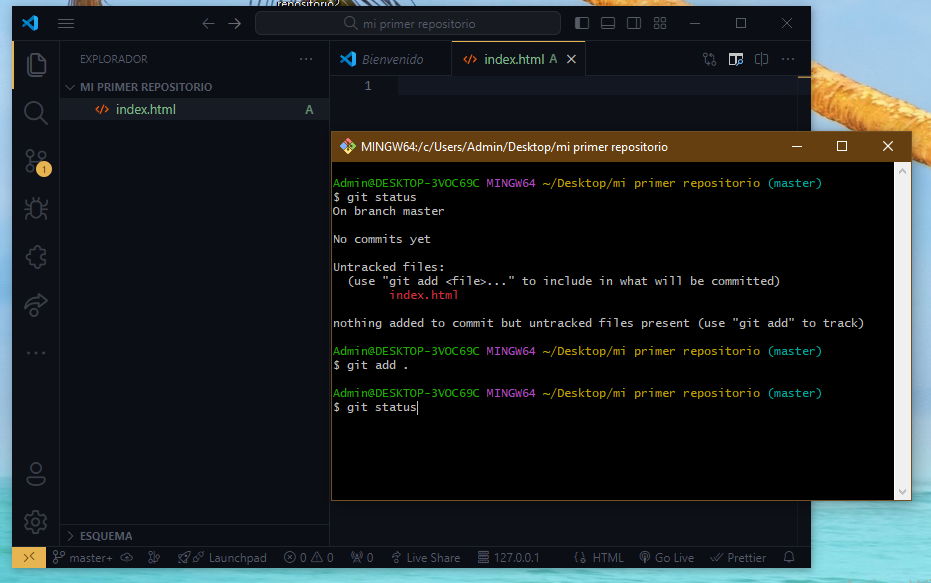 repositorio2
mi primer repositorio
EXPLORADOR
Bienvenido
index.html A
MI PRIMER REPOSITORIO
index.html A
1
1
MINGW64:/c/Users/Admin/Desktop/mi primer repositorio
Admin@DESKTOP-3VOC69C MINGW64 ~/Desktop/mi primer repositorio (master)
$ git status
On branch master
No commits yet
Untracked files:
(use "git add <file>..." to include in what will be committed)
index.html
nothing added to commit but untracked files present (use "git add" to track)
Admin@DESKTOP-3VOC69C MINGW64 ~/Desktop/mi primer repositorio (master)
$ git add .
Admin@DESKTOP-3VOC69C MINGW64 ~/Desktop/mi primer repositorio (master)
$ git status
ESQUEMA
master+ Launchpad 0 0 0 Live Share 127.0.0.1 HTML Go Live Prettier